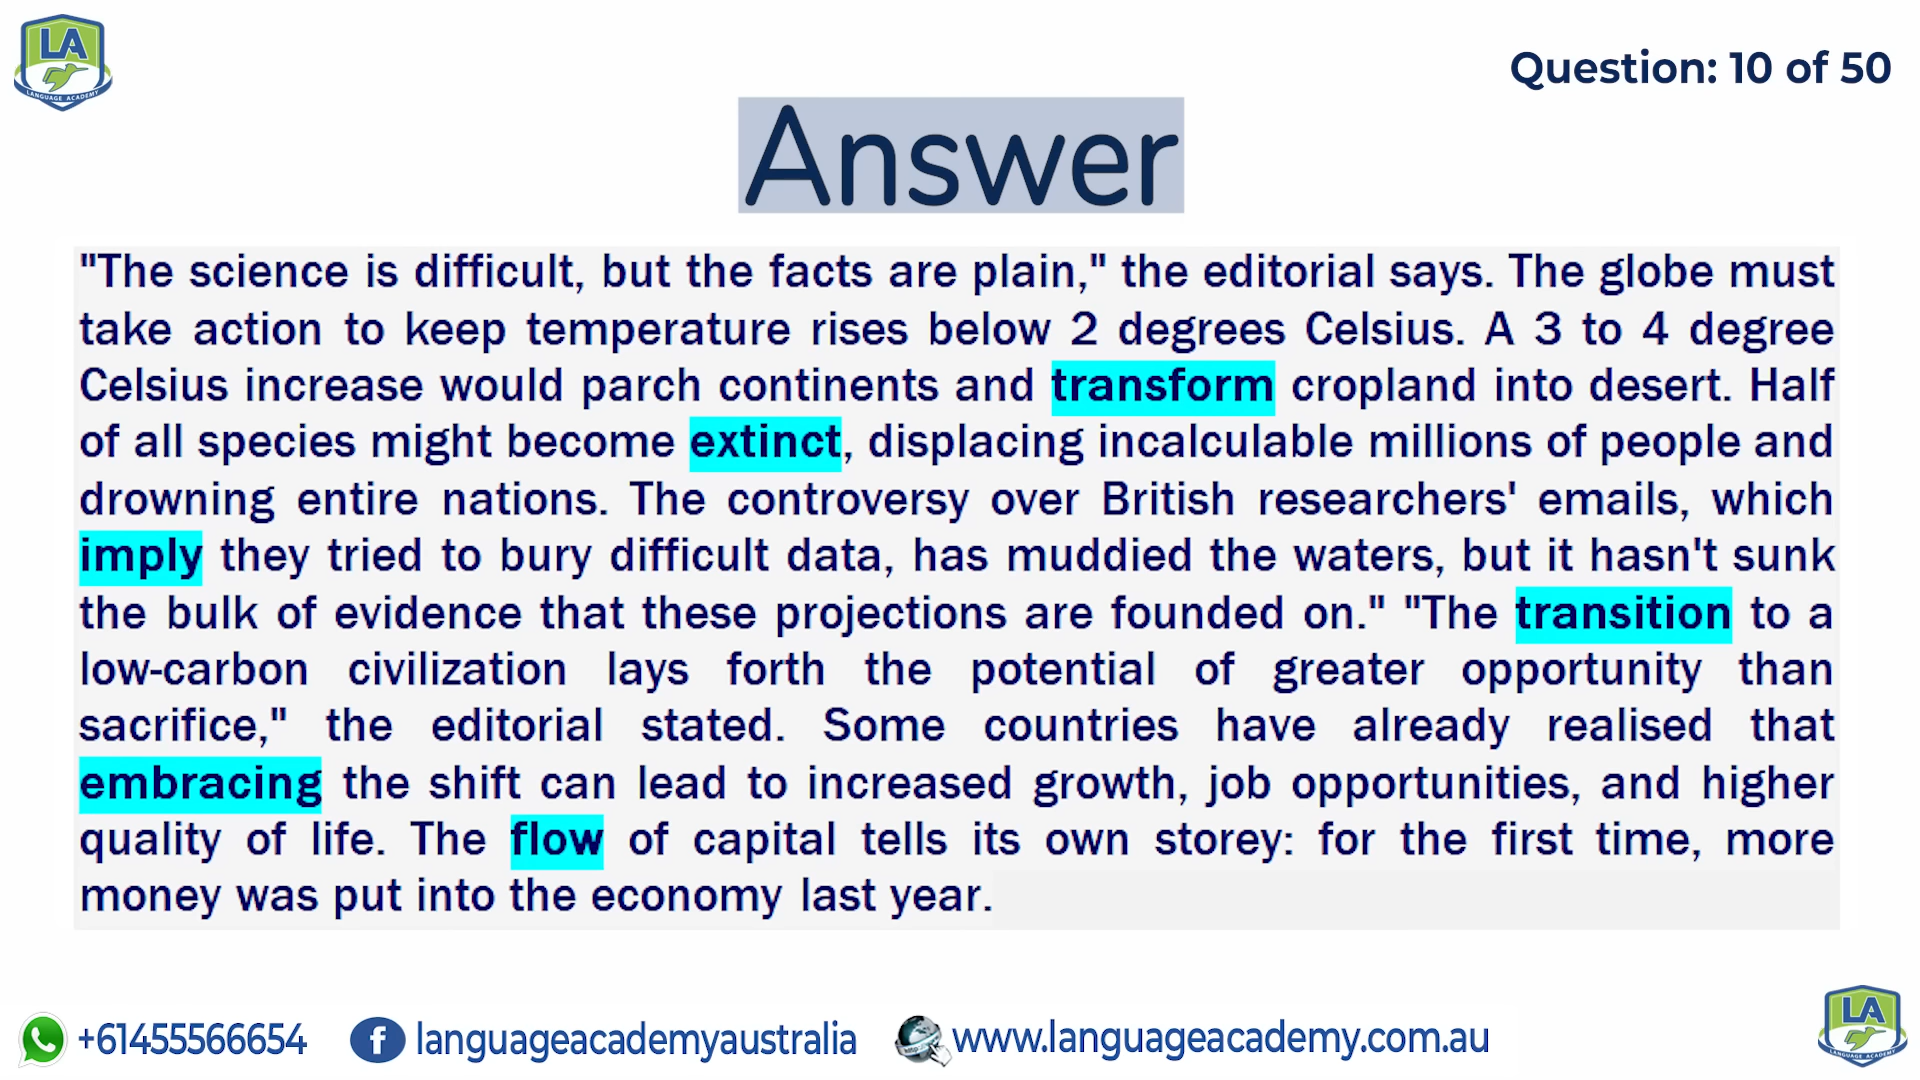 LA
LANGUAGE ACADEMY
Question: 10 of 50
Answer
"The science is difficult, but the facts are plain," the editorial says. The globe must
take action to keep temperature rises below 2 degrees Celsius. A 3 to 4 degree
Celsius increase would parch continents and transform cropland into desert. Half
of all species might become extinct, displacing incalculable millions of people and
drowning entire nations. The controversy over British researchers' emails, which
imply they tried to bury difficult data, has muddied the waters, but it hasn't sunk
the bulk of evidence that these projections are founded on." "The transition to a
low-carbon civilization lays forth the potential of greater opportunity than
sacrifice," the editorial stated. Some countries have already realised that
embracing the shift can lead to increased growth, job opportunities, and higher
quality of life. The flow of capital tells its own storey: for the first time, more
money was put into the economy last year.
+61455566654
f languageacademyaustralia
http:// www.languageacademy.com.au
LA
LANGUAGE ACADEMY